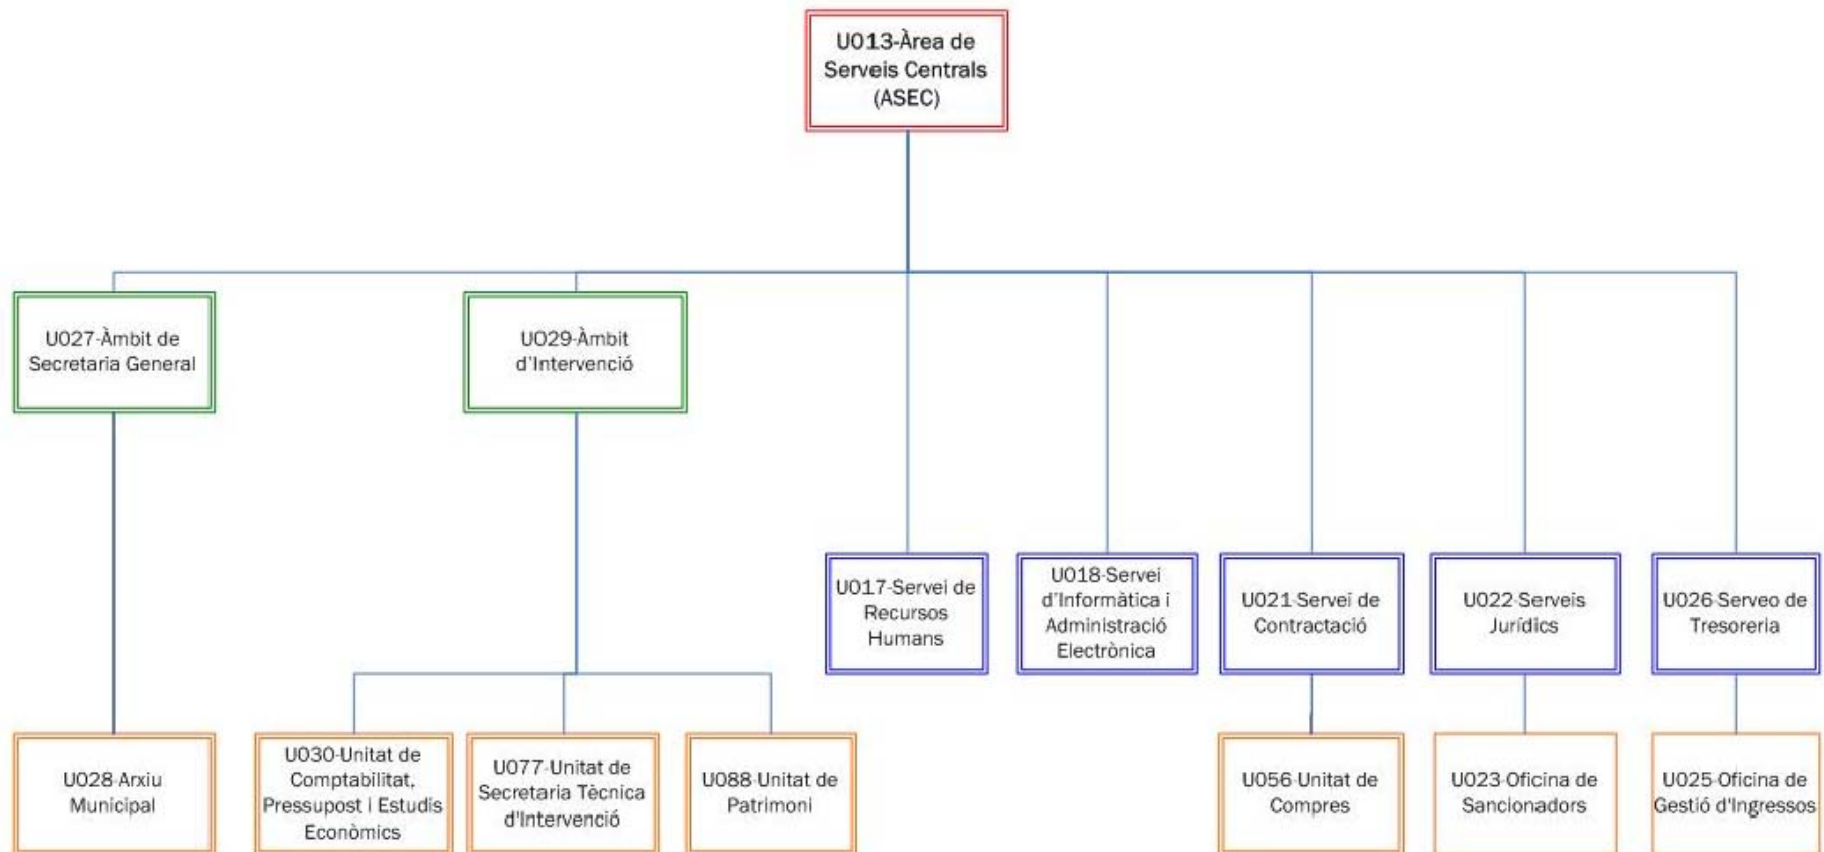 U013-Àrea de
Serveis Centrals
(ASEC)
U027-Àmbit de
Secretaria General
U029-Àmbit
d'Intervenció
U017-Servei de
Recursos
Humans
U018-Servei
d'Informàtica i
Administració
Electrònica
U021-Servei de
Contractació
U022-Serveis
Jurídics
U026-Serveo de
Tresoreria
U028-Arxiu
Municipal
U030-Unitat de
Comptabilitat,
Pressupost i Estudis
Econòmics
U077-Unitat de
Secretaria Tècnica
d'Intervenció
U088-Unitat de
Patrimoni
U056-Unitat de
Compres
U023-Oficina de
Sancionadors
U025-Oficina de
Gestió d'Ingressos